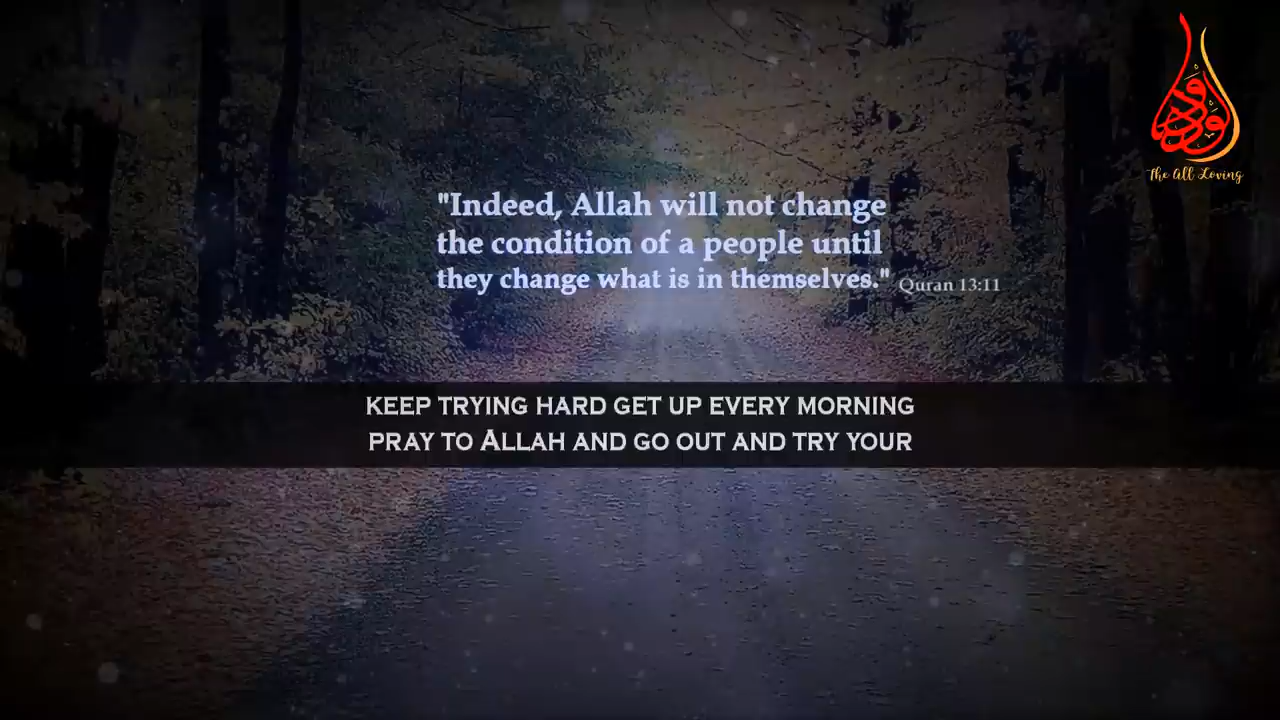 الودود
The All Loving
"Indeed, Allah will not change
the condition of a people until
they change what is in themselves." Quran 13:11
KEEP TRYING HARD GET UP EVERY MORNING
PRAY TO ALLAH AND GO OUT AND TRY YOUR